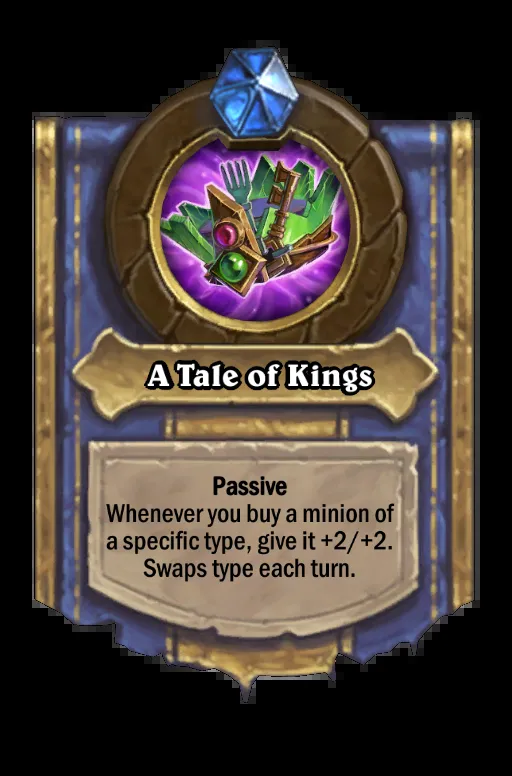 A Tale of Kings
Passive
Whenever you buy a minion of
a specific type, give it +2/+2.
Swaps type each turn.